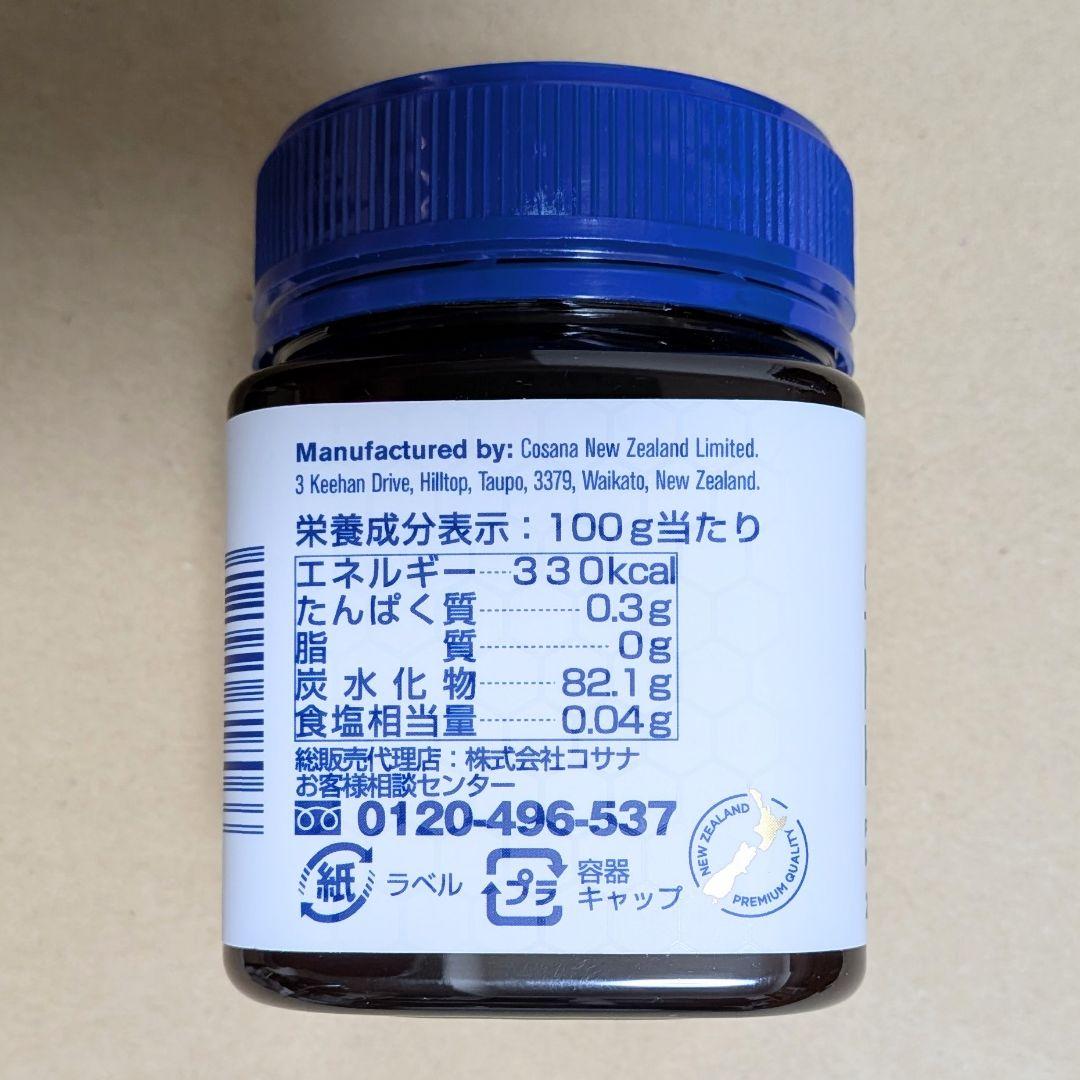 Manufactured by: Cosana New Zealand Limited.
3 Keehan Drive, Hilltop, Taupo, 3379, Waikato, New Zealand.
栄養成分表示：100g当たり
エネルギー……330kcal
たんぱく質…………0.3g
脂　　　質……………0g
炭水化物…………82.1g
食塩相当量…………0.04g
総販売代理店：株式会社コサナ
お客様相談センター
0120-496-537
紙 ラベル
プラ 容器
キャップ
NEW ZEALAND
PREMIUM QUALITY